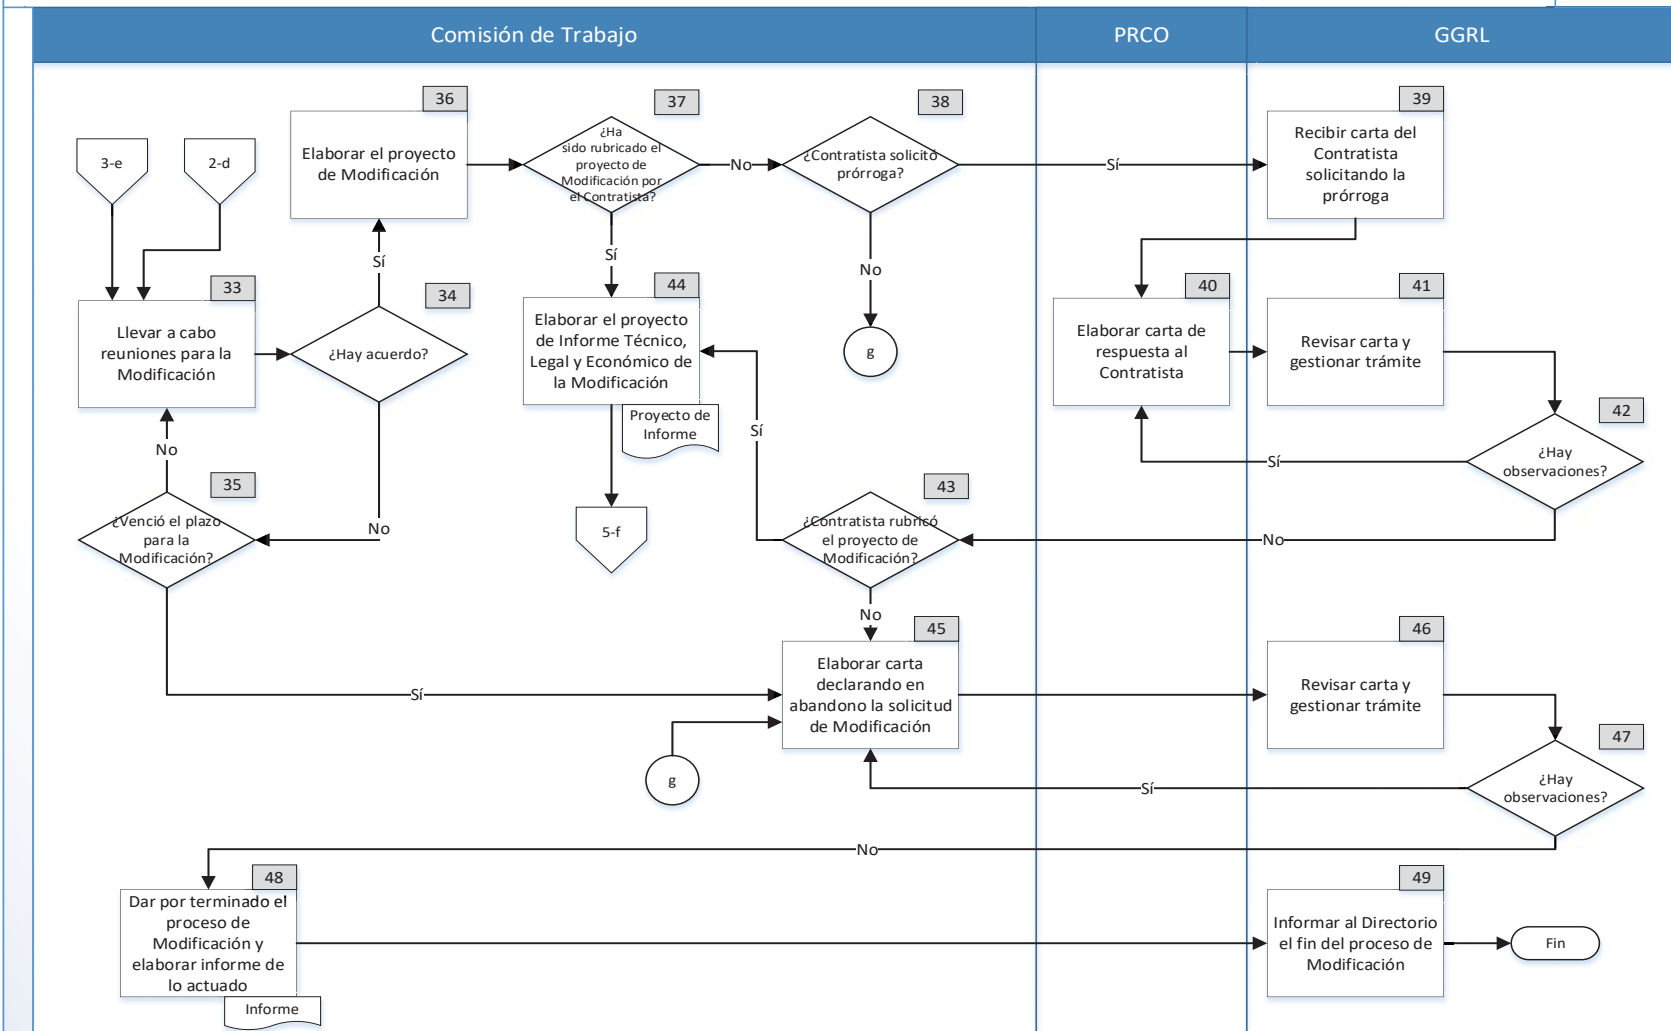 Comisión de Trabajo
PRCO
GGRL
36
37
38
39
3-e
2-d
Elaborar el proyecto
de Modificación
¿Ha
sido rubricado el
proyecto de
Modificación por
el Contratista?
No
¿Contratista solicitó
prórroga?
Sí
Recibir carta del
Contratista
solicitando la
prórroga
Sí
Sí
No
33
34
44
40
41
Llevar a cabo
reuniones para la
Modificación
¿Hay acuerdo?
Elaborar el proyecto
de Informe Técnico,
Legal y Económico de
la Modificación
Proyecto de
Informe
g
Elaborar carta de
respuesta al
Contratista
Revisar carta y
gestionar trámite
42
¿Hay
observaciones?
Sí
No
No
Sí
35
43
¿Venció el plazo
para la
Modificación?
5-f
¿Contratista rubricó
el proyecto de
Modificación?
No
No
45
46
Elaborar carta
declarando en
abandono la solicitud
de Modificación
Revisar carta y
gestionar trámite
Sí
47
g
Sí
¿Hay
observaciones?
No
48
49
Dar por terminado el
proceso de
Modificación y
elaborar informe de
lo actuado
Informe
Informar al Directorio
el fin del proceso de
Modificación
Fin